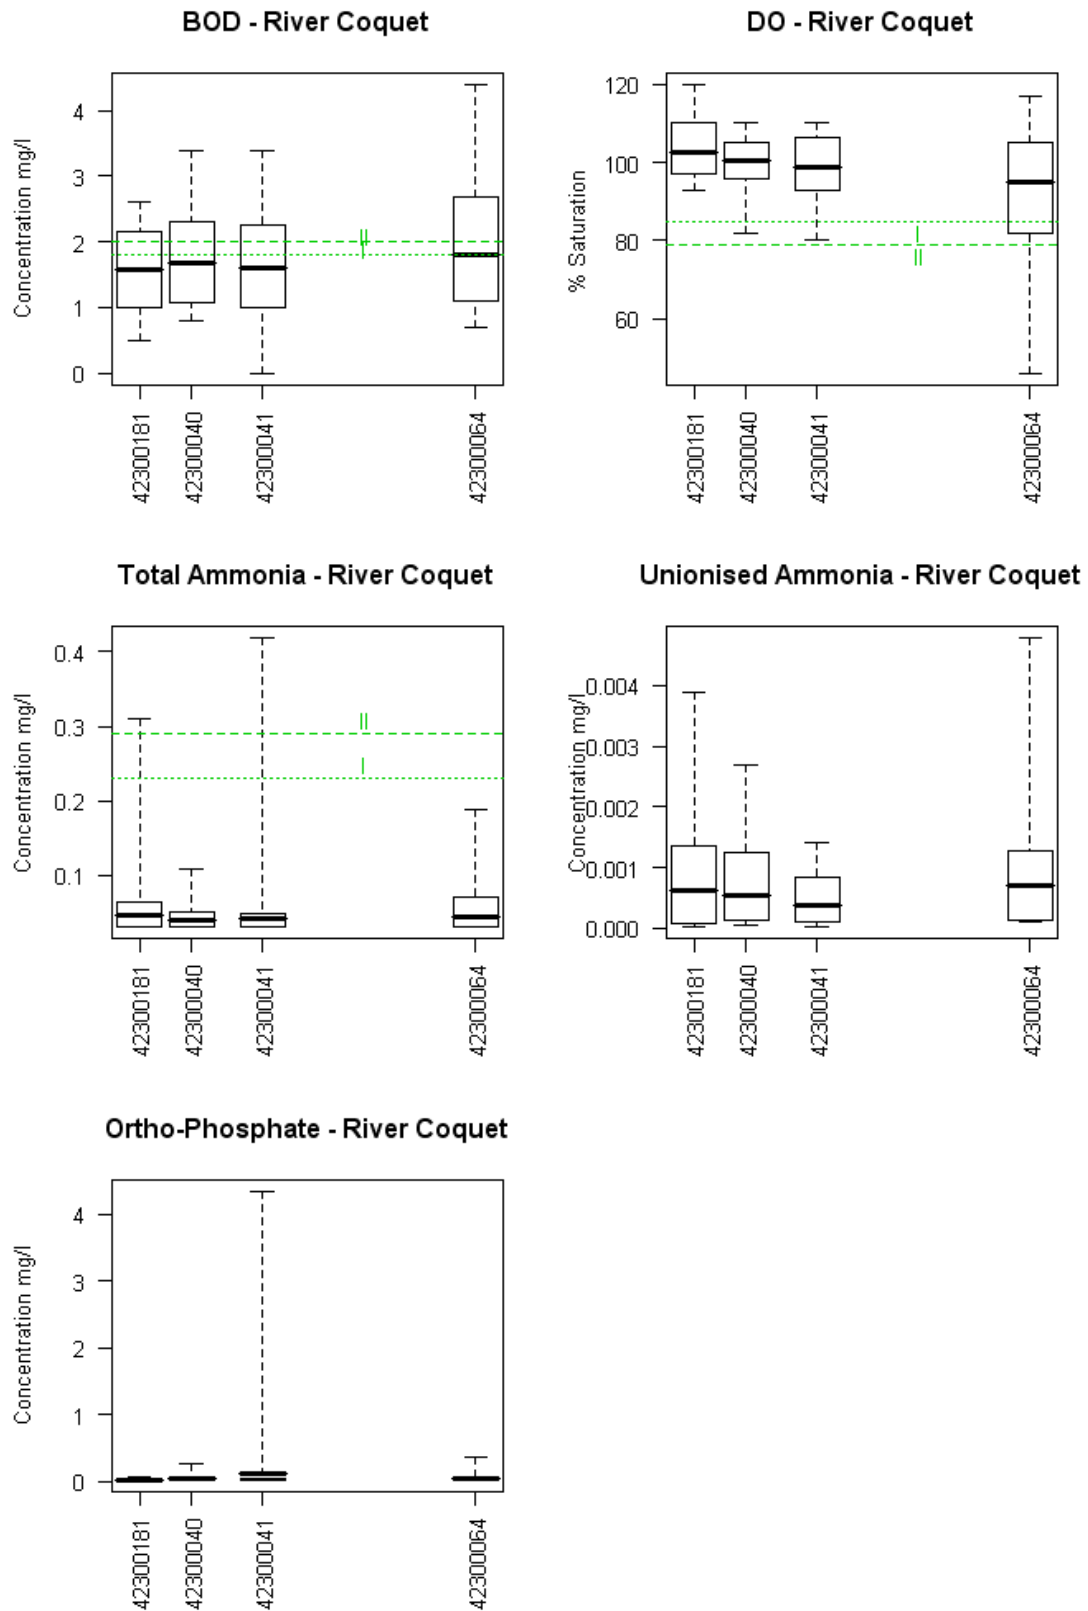 BOD - River Coquet
Concentration mg/l
4
3
2
1
0
II
I
42300181
42300040
42300041
42300064
DO - River Coquet
% Saturation
120
100
80
60
I
II
42300181
42300040
42300041
42300064
Total Ammonia - River Coquet
Concentration mg/l
0.4
0.3
0.2
0.1
II
I
42300181
42300040
42300041
42300064
Unionised Ammonia - River Coquet
Concentration mg/l
0.004
0.003
0.002
0.001
0.000
42300181
42300040
42300041
42300064
Ortho-Phosphate - River Coquet
Concentration mg/l
4
3
2
1
0
42300181
42300040
42300041
42300064